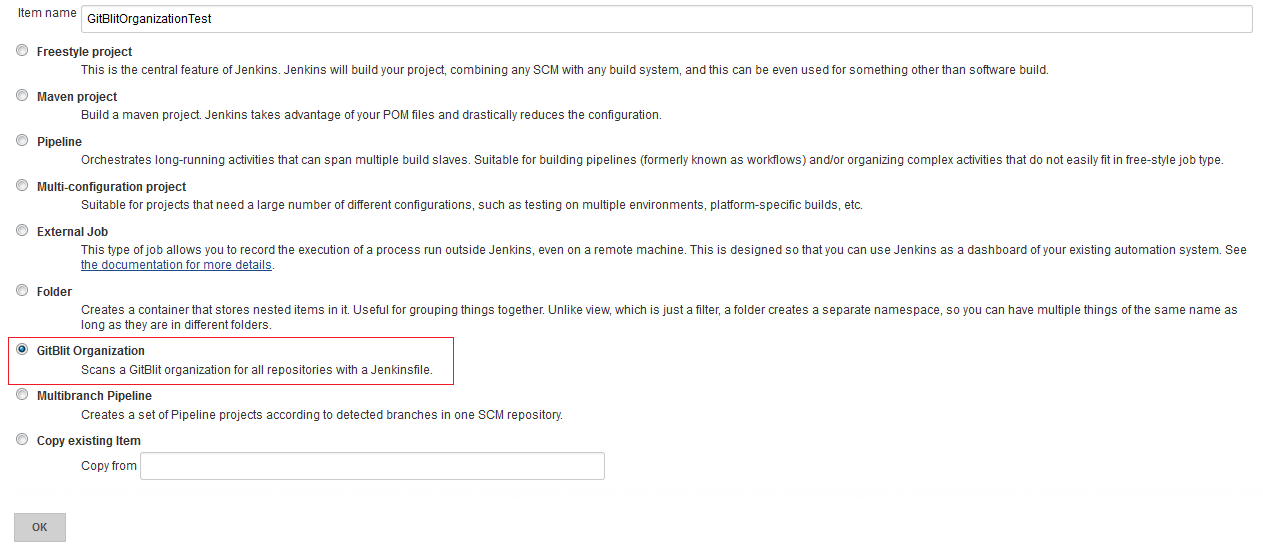 Item name GitBlitOrganizationTest
Freestyle project
This is the central feature of Jenkins. Jenkins will build your project, combining any SCM with any build system, and this can be even used for something other than software build.
Maven project
Build a maven project. Jenkins takes advantage of your POM files and drastically reduces the configuration.
Pipeline
Orchestrates long-running activities that can span multiple build slaves. Suitable for building pipelines (formerly known as workflows) and/or organizing complex activities that do not easily fit in free-style job type.
Multi-configuration project
Suitable for projects that need a large number of different configurations, such as testing on multiple environments, platform-specific builds, etc.
External Job
This type of job allows you to record the execution of a process run outside Jenkins, even on a remote machine. This is designed so that you can use Jenkins as a dashboard of your existing automation system. See
the documentation for more details.
Folder
Creates a container that stores nested items in it. Useful for grouping things together. Unlike view, which is just a filter, a folder creates a separate namespace, so you can have multiple things of the same name as
long as they are in different folders.
GitBlit Organization
Scans a GitBlit organization for all repositories with a Jenkinsfile.
Multibranch Pipeline
Creates a set of Pipeline projects according to detected branches in one SCM repository.
Copy existing Item
Copy from
OK